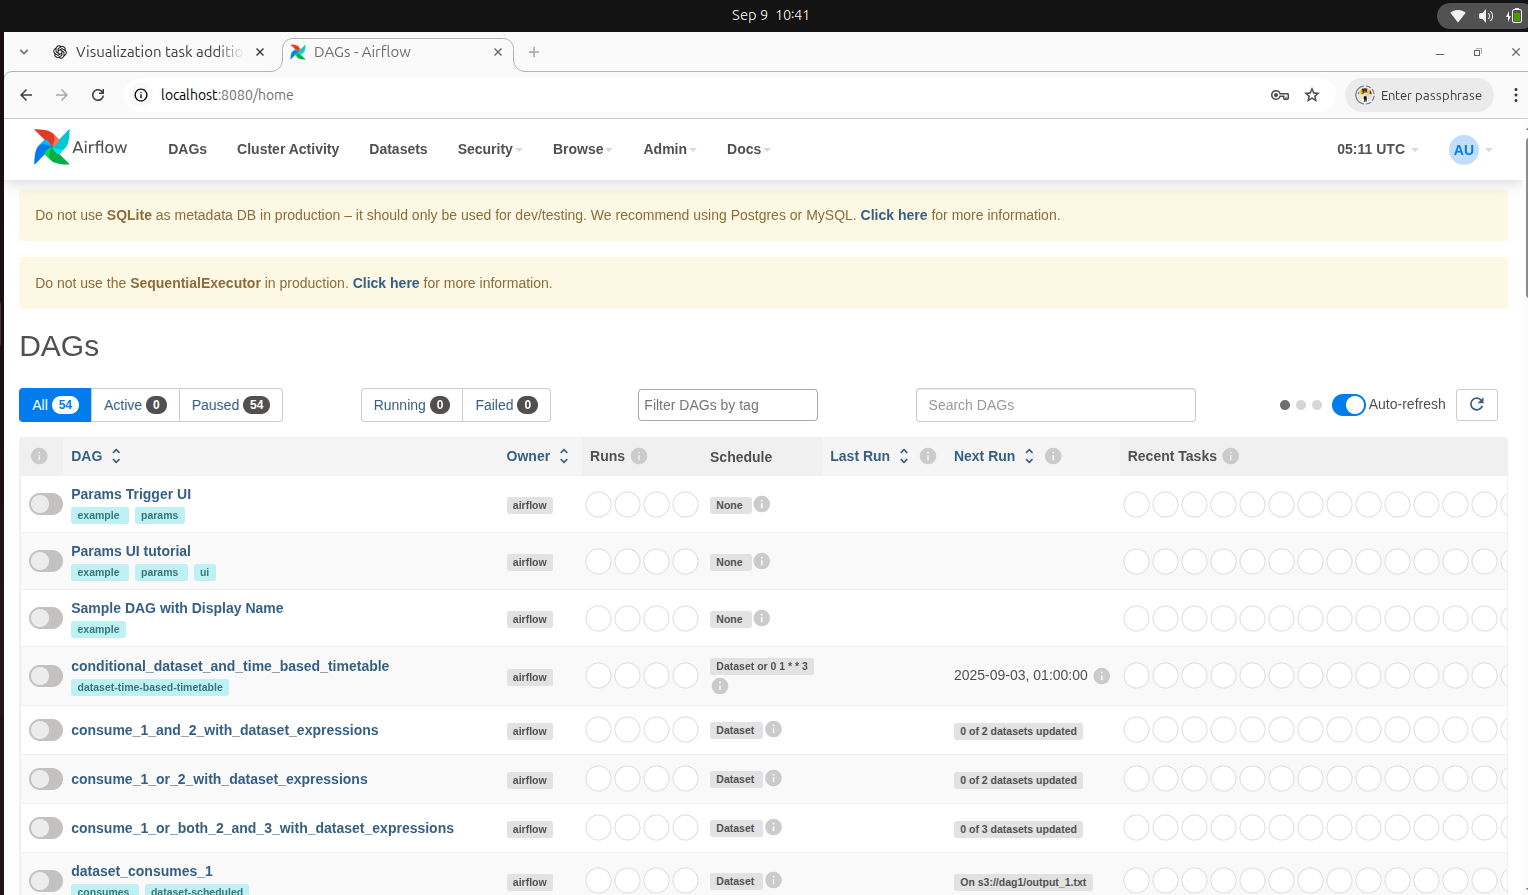 Sep 9 10:41
Visualization task additio
DAGs - Airflow
localhost:8080/home
Enter passphrase
Airflow
DAGs
Cluster Activity
Datasets
Security
Browse
Admin
Docs
05:11 UTC
AU
Do not use SQLite as metadata DB in production – it should only be used for dev/testing. We recommend using Postgres or MySQL. Click here for more information.
Do not use the SequentialExecutor in production. Click here for more information.
DAGs
All 54
Active 0
Paused 54
Running 0
Failed 0
Filter DAGs by tag
Search DAGs
Auto-refresh
DAG
Owner
Runs
Schedule
Last Run
Next Run
Recent Tasks
Params Trigger UI
example params
airflow
None
Params UI tutorial
example params ui
airflow
None
Sample DAG with Display Name
example
airflow
None
conditional_dataset_and_time_based_timetable
dataset-time-based-timetable
airflow
Dataset or 0 1 * * 3
2025-09-03, 01:00:00
consume_1_and_2_with_dataset_expressions
airflow
Dataset
0 of 2 datasets updated
consume_1_or_2_with_dataset_expressions
airflow
Dataset
0 of 2 datasets updated
consume_1_or_both_2_and_3_with_dataset_expressions
airflow
Dataset
0 of 3 datasets updated
dataset_consumes_1
consumes dataset-scheduled
airflow
Dataset
On s3://dag1/output_1.txt